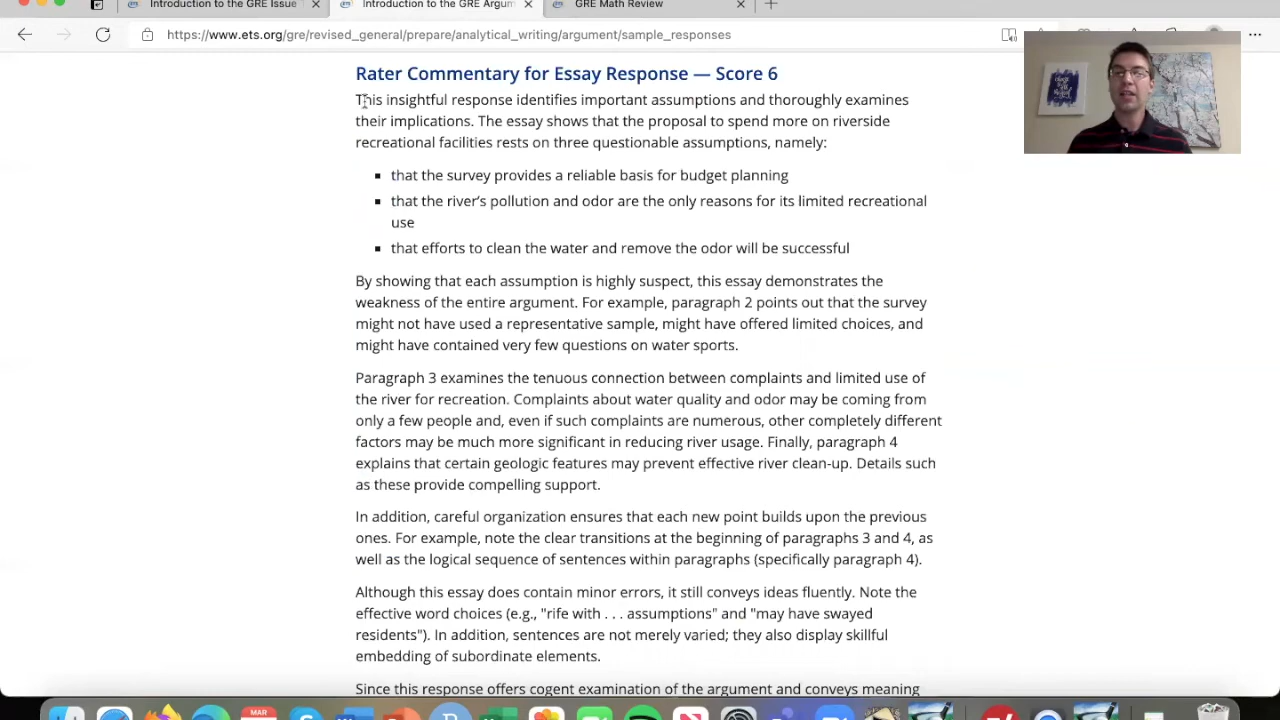 Introduction to the GRE Issue T
Introduction to the GRE Argum
GRE Math Review
https://www.ets.org/gre/revised_general/prepare/analytical_writing/argument/sample_responses
Rater Commentary for Essay Response — Score 6
This insightful response identifies important assumptions and thoroughly examines
their implications. The essay shows that the proposal to spend more on riverside
recreational facilities rests on three questionable assumptions, namely:
that the survey provides a reliable basis for budget planning
that the river's pollution and odor are the only reasons for its limited recreational
use
that efforts to clean the water and remove the odor will be successful
By showing that each assumption is highly suspect, this essay demonstrates the
weakness of the entire argument. For example, paragraph 2 points out that the survey
might not have used a representative sample, might have offered limited choices, and
might have contained very few questions on water sports.
Paragraph 3 examines the tenuous connection between complaints and limited use of
the river for recreation. Complaints about water quality and odor may be coming from
only a few people and, even if such complaints are numerous, other completely different
factors may be much more significant in reducing river usage. Finally, paragraph 4
explains that certain geologic features may prevent effective river clean-up. Details such
as these provide compelling support.
In addition, careful organization ensures that each new point builds upon the previous
ones. For example, note the clear transitions at the beginning of paragraphs 3 and 4, as
well as the logical sequence of sentences within paragraphs (specifically paragraph 4).
Although this essay does contain minor errors, it still conveys ideas fluently. Note the
effective word choices (e.g., "rife with . . . assumptions" and "may have swayed
residents"). In addition, sentences are not merely varied; they also display skillful
embedding of subordinate elements.
Since this response offers cogent examination of the argument and conveys meaning
MAR